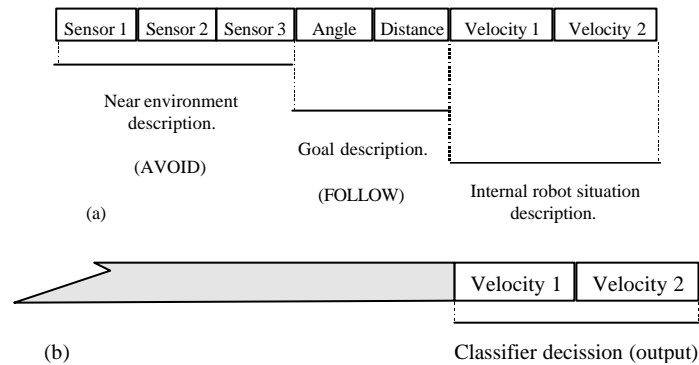 Sensor 1 Sensor 2 Sensor 3 Angle Distance Velocity 1 Velocity 2
Near environment
description.
(AVOID)
Goal description.
(FOLLOW)
Internal robot situation
description.
(a)
Velocity 1 Velocity 2
(b)
Classifier decission (output)